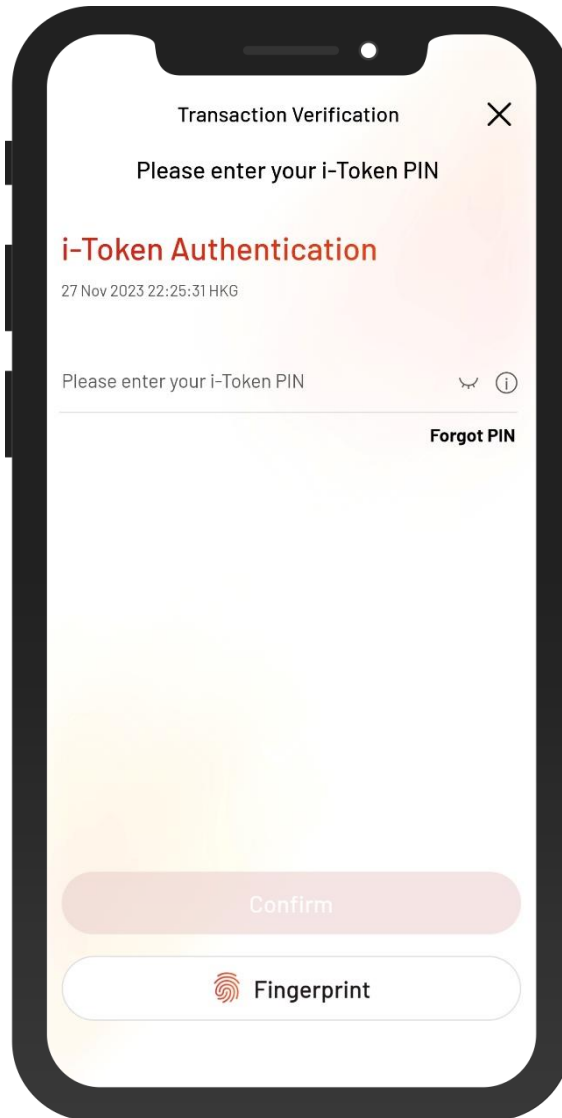 Transaction Verification
Please enter your i-Token PIN
i-Token Authentication
27 Nov 2023 22:25:31 HKG
Please enter your i-Token PIN
Forgot PIN
Confirm
Fingerprint